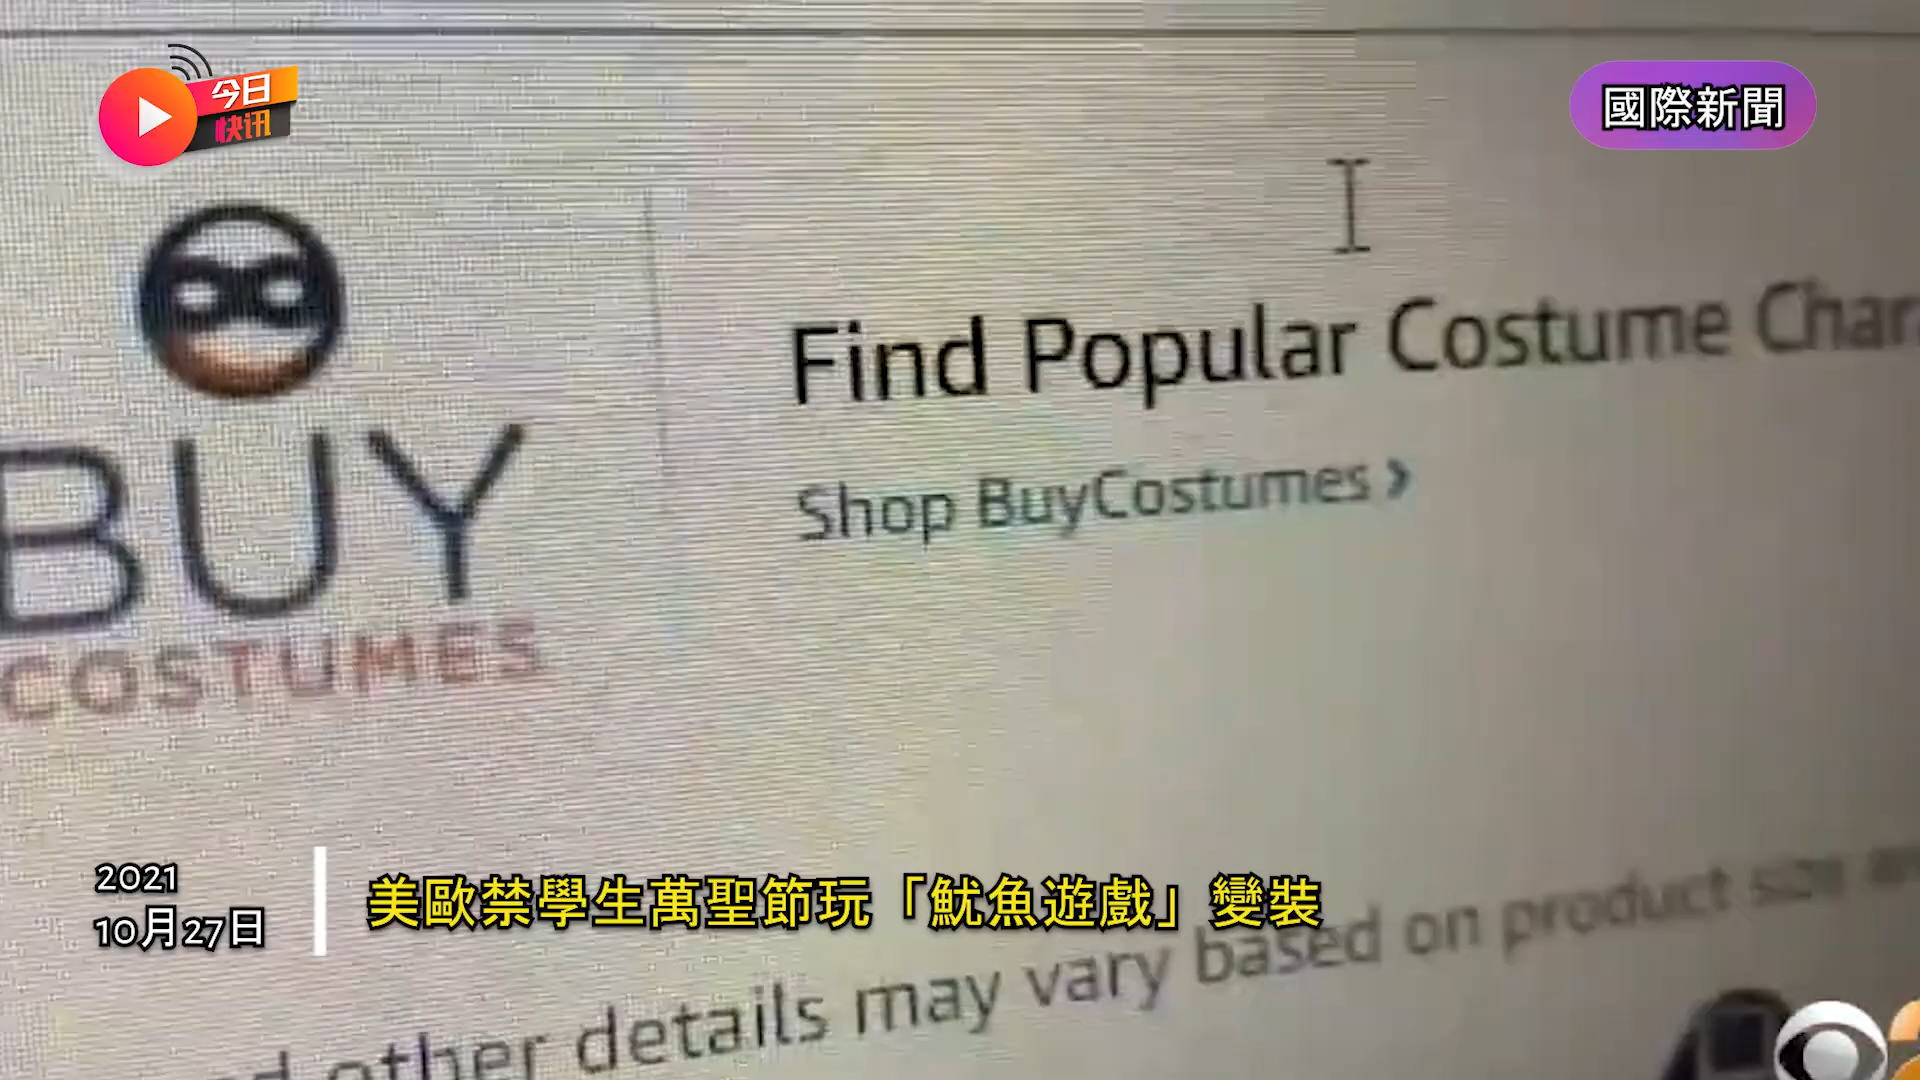 今日
快讯
國際新聞
Find Popular Costume
Shop BuyCostumes >
BUY
COSTUMES
2021
10月27日
美歐禁學生萬聖節玩「魷魚遊戲」變裝
other details may vary based on product size